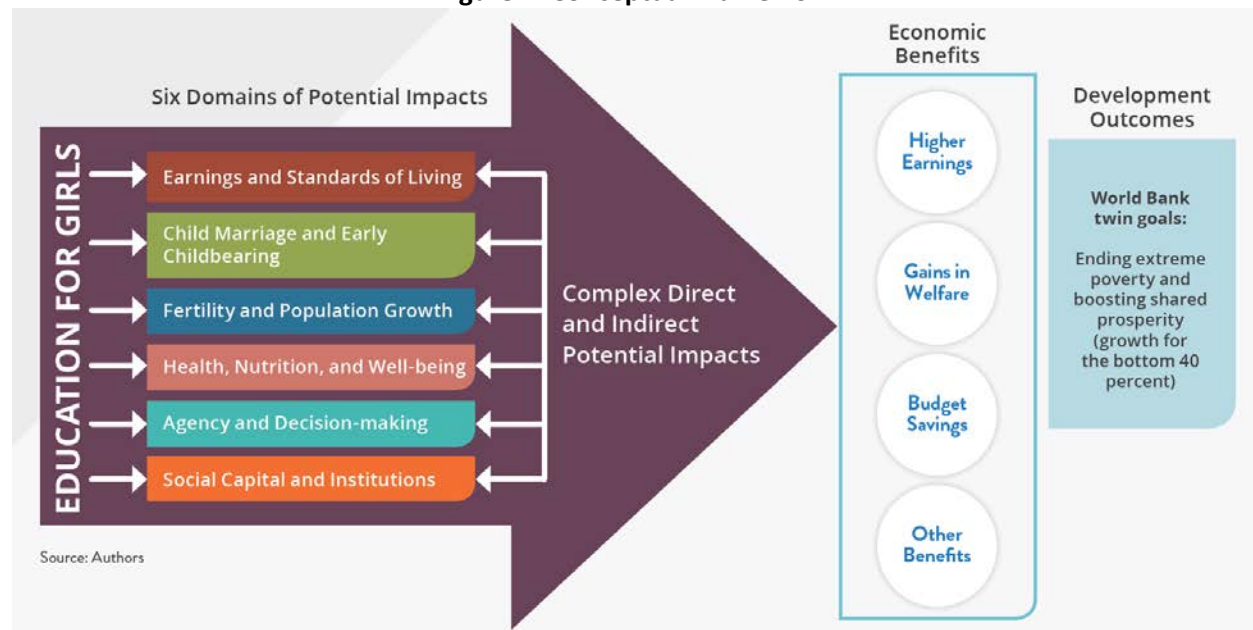 Six Domains of Potential Impacts
EDUCATION FOR GIRLS
Earnings and Standards of Living
Child Marriage and Early
Childbearing
Fertility and Population Growth
Health, Nutrition, and Well-being
Agency and Decision-making
Social Capital and Institutions
Complex Direct
and Indirect
Potential Impacts
Economic
Benefits
Higher
Earnings
Gains in
Welfare
Budget
Savings
Other
Benefits
Development
Outcomes
World Bank
twin goals:
Ending extreme
poverty and
boosting shared
prosperity
(growth for
the bottom 40
percent)
Source: Authors